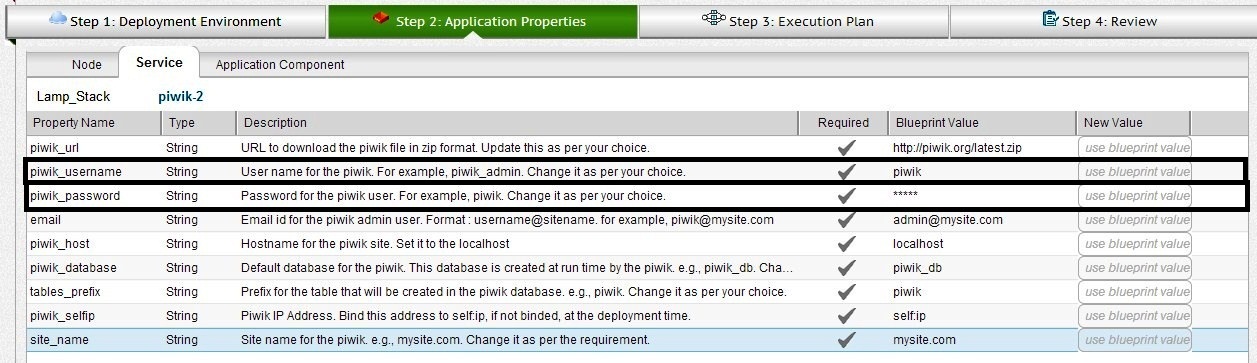 Step 1: Deployment Environment Step 2: Application Properties Step 3: Execution Plan Step 4: Review
Node Service Application Component
Lamp_Stack piwik-2
Property Name Type Description Required Blueprint Value New Value
piwik_url String URL to download the piwik file in zip format. Update this as per your choice. http://piwik.org/latest.zip use blueprint value
piwik_username String User name for the piwik. For example, piwik_admin. Change it as per your choice. piwik use blueprint value
piwik_password String Password for the piwik user. For example, piwik. Change it as per your choice. ***** use blueprint value
email String Email id for the piwik admin user. Format : username@sitename. for example, piwik@mysite.com admin@mysite.com use blueprint value
piwik_host String Hostname for the piwik site. Set it to the localhost localhost use blueprint value
piwik_database String Default database for the piwik. This database is created at run time by the piwik. e.g., piwik_db. Cha... piwik_db use blueprint value
tables_prefix String Prefix for the table that will be created in the piwik database. e.g., piwik. Change it as per your choice. piwik use blueprint value
piwik_selfip String Piwik IP Address. Bind this address to self:ip, if not binded, at the deployment time. self:ip use blueprint value
site_name String Site name for the piwik. e.g., mysite.com. Change it as per the requirement. mysite.com use blueprint value